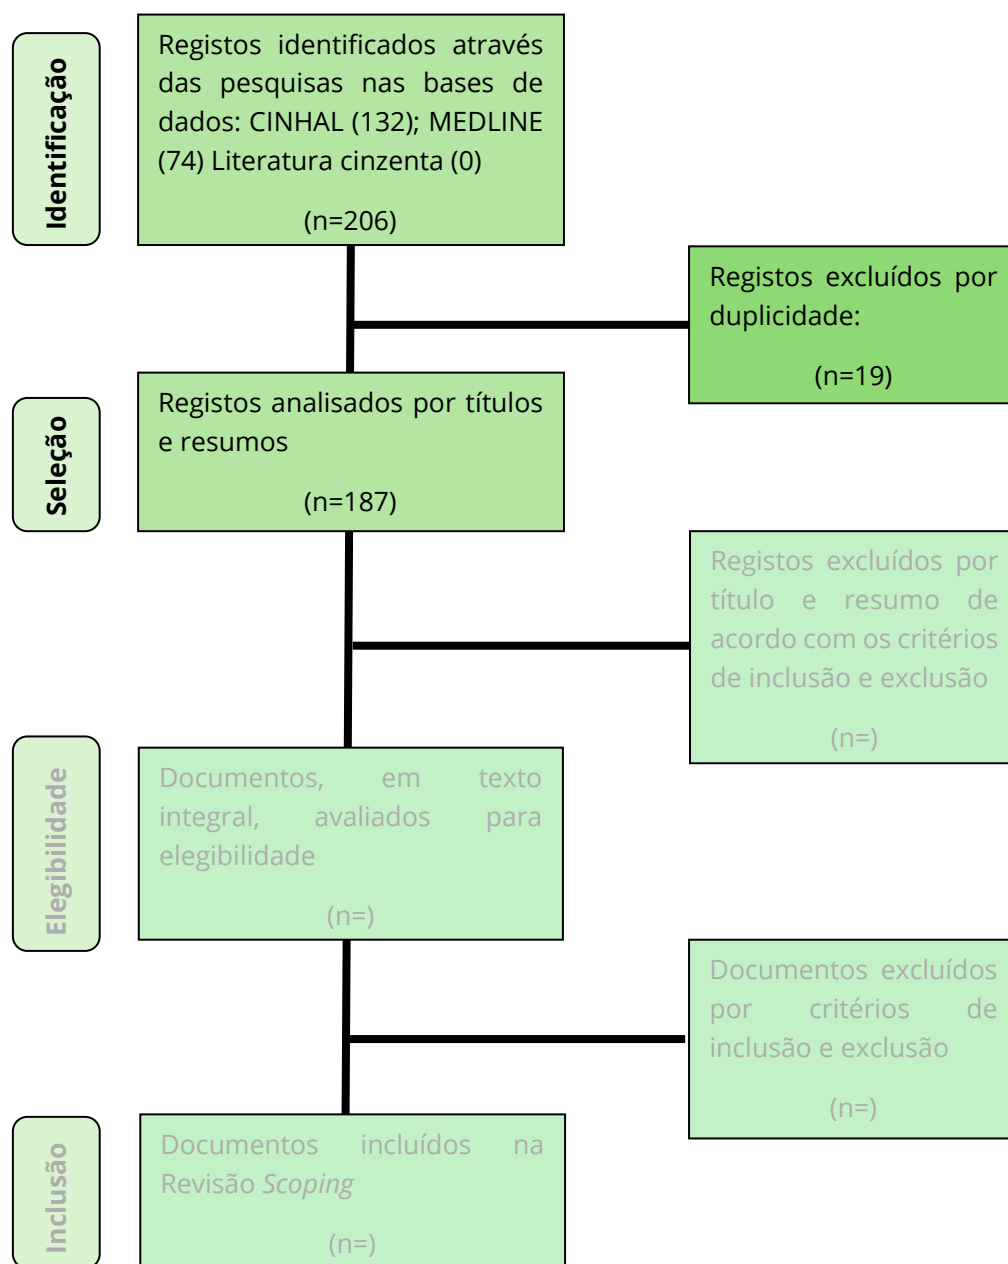 Identificação
Registos identificados através
das pesquisas nas bases de
dados: CINHAL (132); MEDLINE
(74) Literatura cinzenta (0)
(n=206)
Registos excluídos por
duplicidade:
(n=19)
Seleção
Registos analisados por títulos
e resumos
(n=187)
Registos excluídos por
título e resumo de
acordo com os critérios
de inclusão e exclusão
(n=)
Elegibilidade
Documentos, em texto
integral, avaliados para
elegibilidade
(n=)
Documentos excluídos
por critérios de
inclusão e exclusão
(n=)
Inclusão
Documentos incluídos na
Revisão Scoping
(n=)